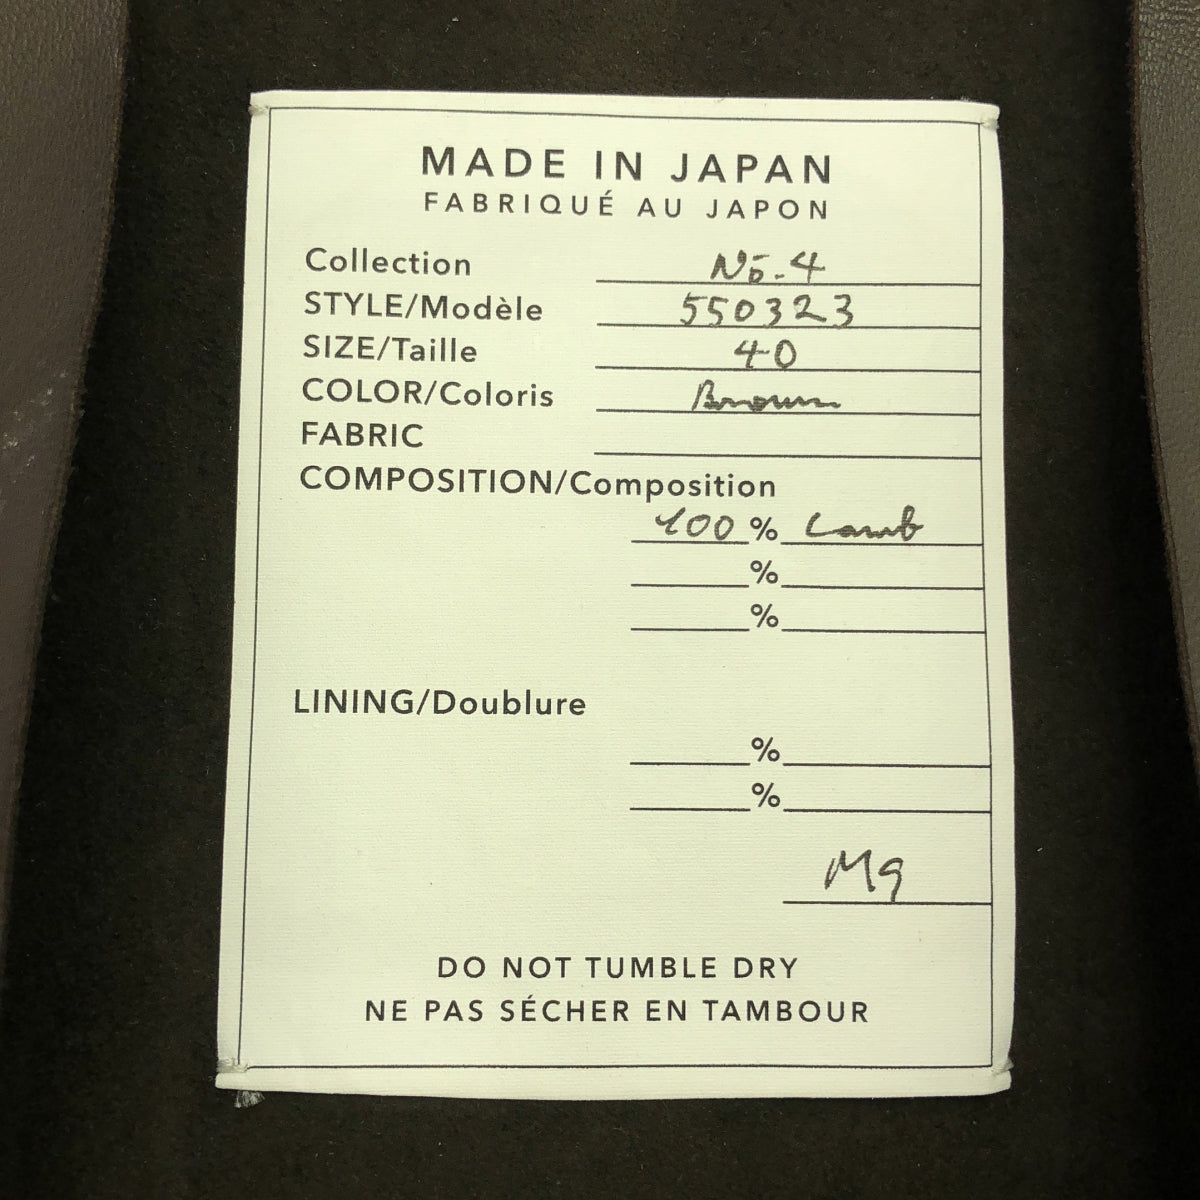 MADE IN JAPAN
FABRIQUÉ AU JAPON
Collection No.4
STYLE/Modèle 550323
SIZE/Taille 40
COLOR/Coloris Brown
FABRIC
COMPOSITION/Composition
100 % Lamb
%
%
LINING/Doublure
%
%
DO NOT TUMBLE DRY
NE PAS SÉCHER EN TAMBOUR